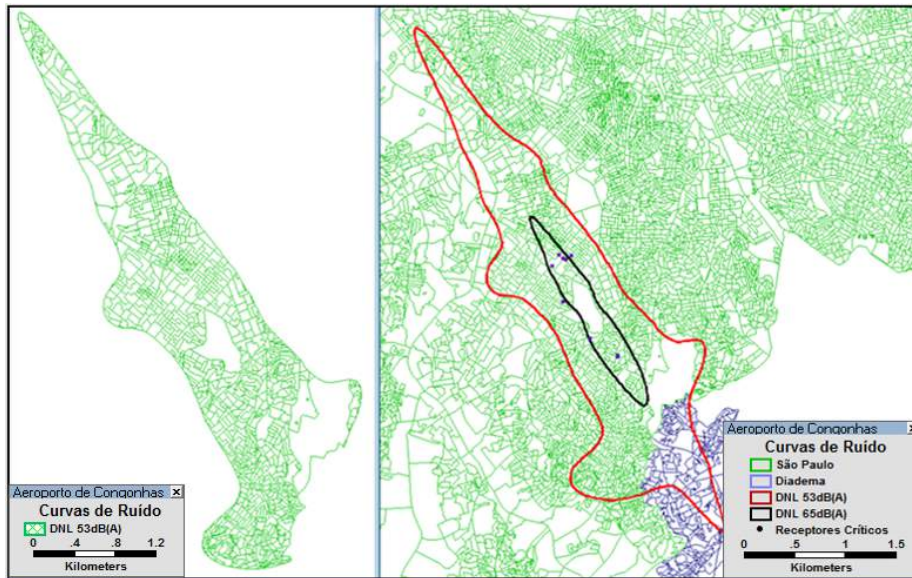 Aeroporto de Congonhas
Curvas de Ruído
DNL 53dB(A)
0 .4 .8 1.2
Kilometers
Aeroporto de Congonhas
Curvas de Ruído
São Paulo
Diadema
DNL 53dB(A)
DNL 65dB(A)
Receptores Críticos
0 .5 1 1.5
Kilometers